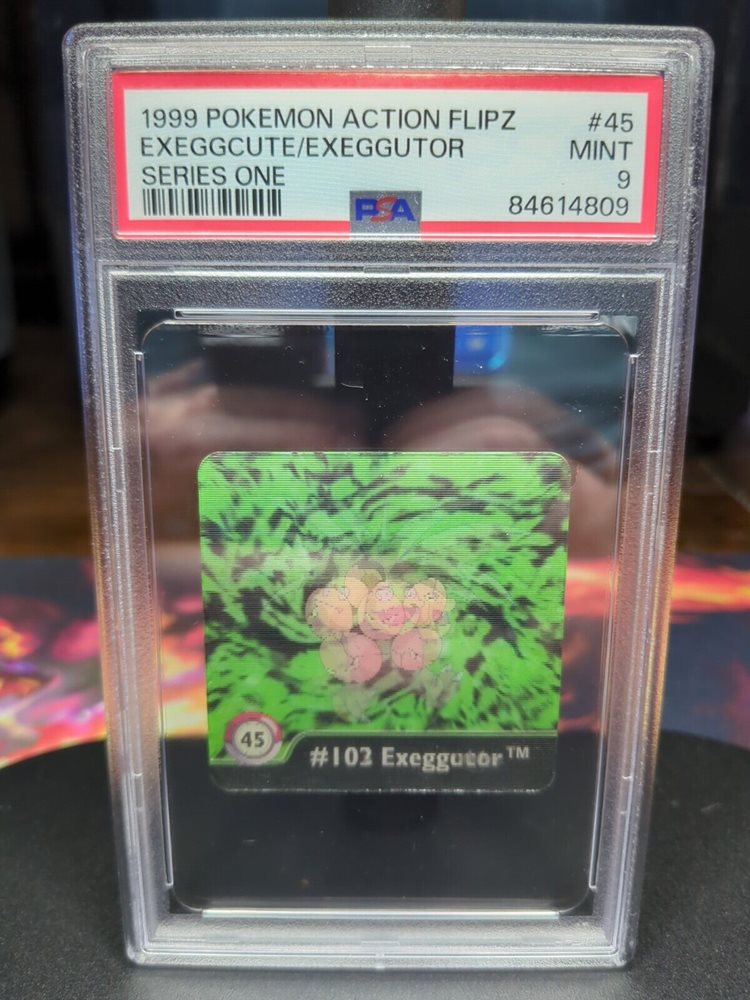 1999 POKEMON ACTION FLIPZ #45
EXEGGCUTE/EXEGGUTOR MINT
SERIES ONE 9
PSA 84614809
45 #102 Exeggutor™